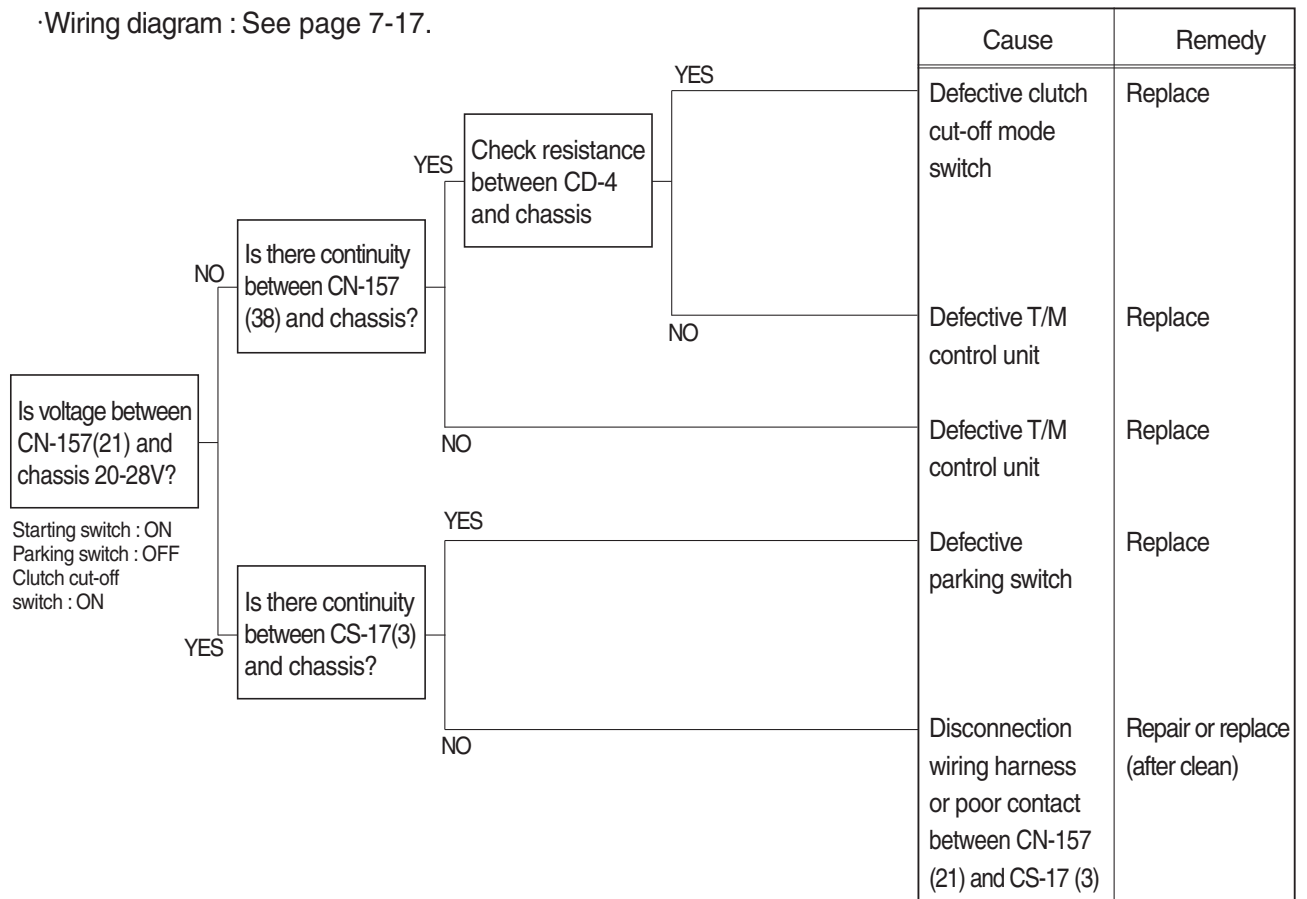 ·Wiring diagram : See page 7-17.
Cause
Remedy
YES
Defective clutch
cut-off mode
switch
Replace
YES
Check resistance
between CD-4
and chassis
NO
Is there continuity
between CN-157
(38) and chassis?
NO
Defective T/M
control unit
Replace
Is voltage between
CN-157(21) and
chassis 20-28V?
NO
Defective T/M
control unit
Replace
Starting switch : ON
Parking switch : OFF
Clutch cut-off
switch : ON
YES
Defective
parking switch
Replace
YES
Is there continuity
between CS-17(3)
and chassis?
NO
Disconnection
wiring harness
or poor contact
between CN-157
(21) and CS-17 (3)
Repair or replace
(after clean)